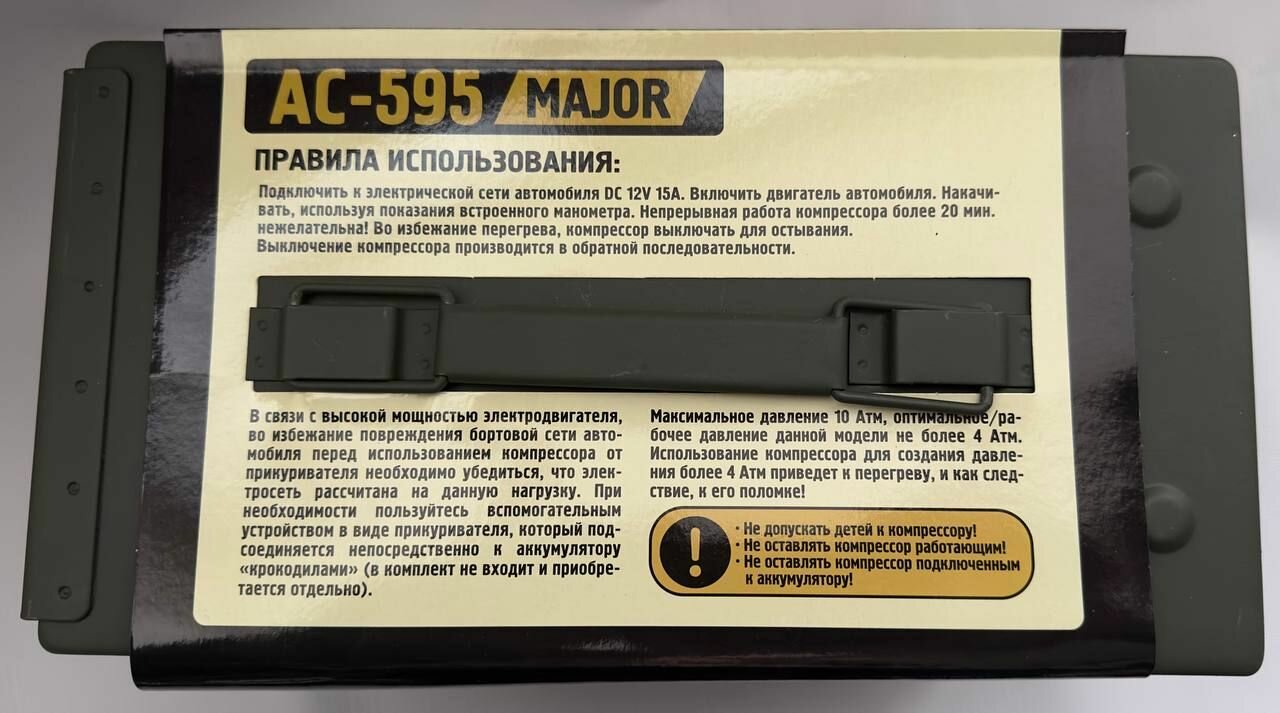 АС-595 MAJOR
ПРАВИЛА ИСПОЛЬЗОВАНИЯ:
Подключить к электрической сети автомобиля DC 12V 15A. Включить двигатель автомобиля. Накачи-
вать, используя показания встроенного манометра. Непрерывная работа компрессора более 20 мин.
нежелательна! Во избежание перегрева, компрессор выключать для остывания.
Выключение компрессора производится в обратной последовательности.
В связи с высокой мощностью электродвигателя,
во избежание повреждения бортовой сети авто-
мобиля перед использованием компрессора от
прикуривателя необходимо убедиться, что элек-
тросеть рассчитана на данную нагрузку. При
необходимости пользуйтесь вспомогательным
устройством в виде прикуривателя, который под-
соединяется непосредственно к аккумулятору
«крокодилами» (в комплект не входит и приобре-
тается отдельно).
Максимальное давление 10 Атм, оптимальное/ра-
бочее давление данной модели не более 4 Атм.
Использование компрессора для создания давле-
ния более 4 Атм приведет к перегреву, и как след-
ствие, к его поломке!
! · Не допускать детей к компрессору!
· Не оставлять компрессор работающим!
· Не оставлять компрессор подключенным
к аккумулятору!